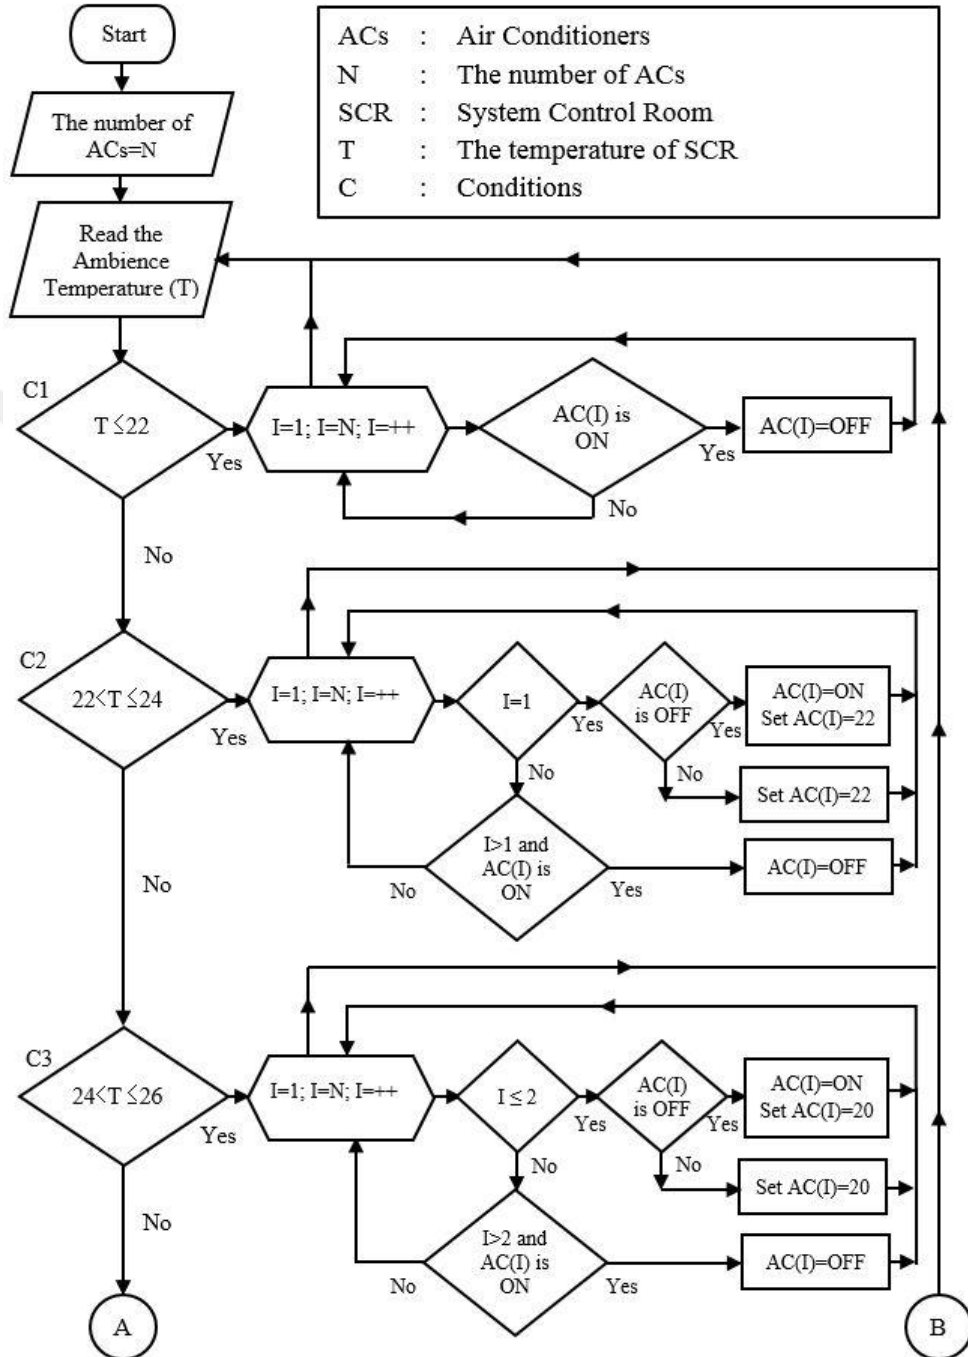 Start
ACs : Air Conditioners
N : The number of ACs
SCR : System Control Room
T : The temperature of SCR
C : Conditions
The number of
ACs=N
Read the
Ambience
Temperature (T)
C1
T ≤22
Yes
No
I=1; I=N; I=++
AC(I) is
ON
Yes
No
AC(I)=OFF
C2
22<T ≤24
Yes
No
I=1; I=N; I=++
I=1
Yes
No
AC(I)
is OFF
Yes
No
AC(I)=ON
Set AC(I)=22
Set AC(I)=22
I>1 and
AC(I) is
ON
No
Yes
AC(I)=OFF
C3
24<T ≤26
Yes
No
I=1; I=N; I=++
I ≤ 2
Yes
No
AC(I)
is OFF
Yes
No
AC(I)=ON
Set AC(I)=20
Set AC(I)=20
I>2 and
AC(I) is
ON
No
Yes
AC(I)=OFF
A
B